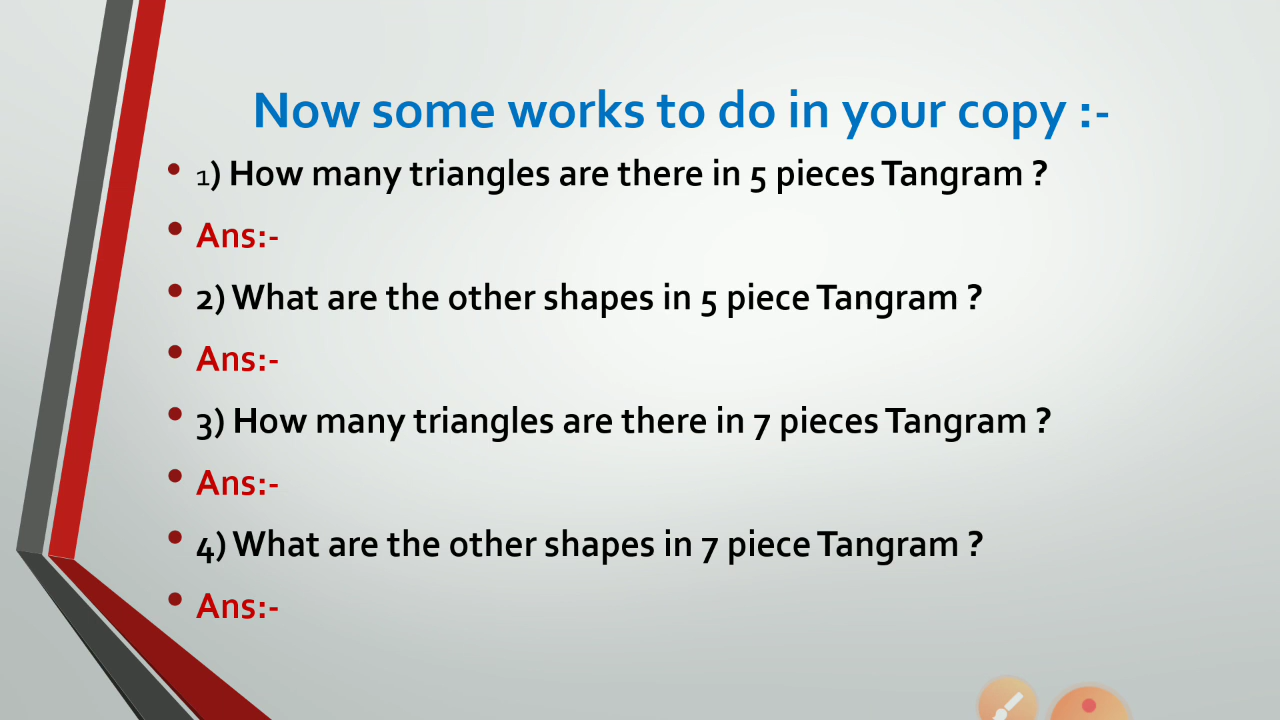 Now some works to do in your copy :-
• 1) How many triangles are there in 5 pieces Tangram ?
• Ans:-
• 2) What are the other shapes in 5 piece Tangram ?
• Ans:-
• 3) How many triangles are there in 7 pieces Tangram ?
• Ans:-
• 4) What are the other shapes in 7 piece Tangram ?
• Ans:-